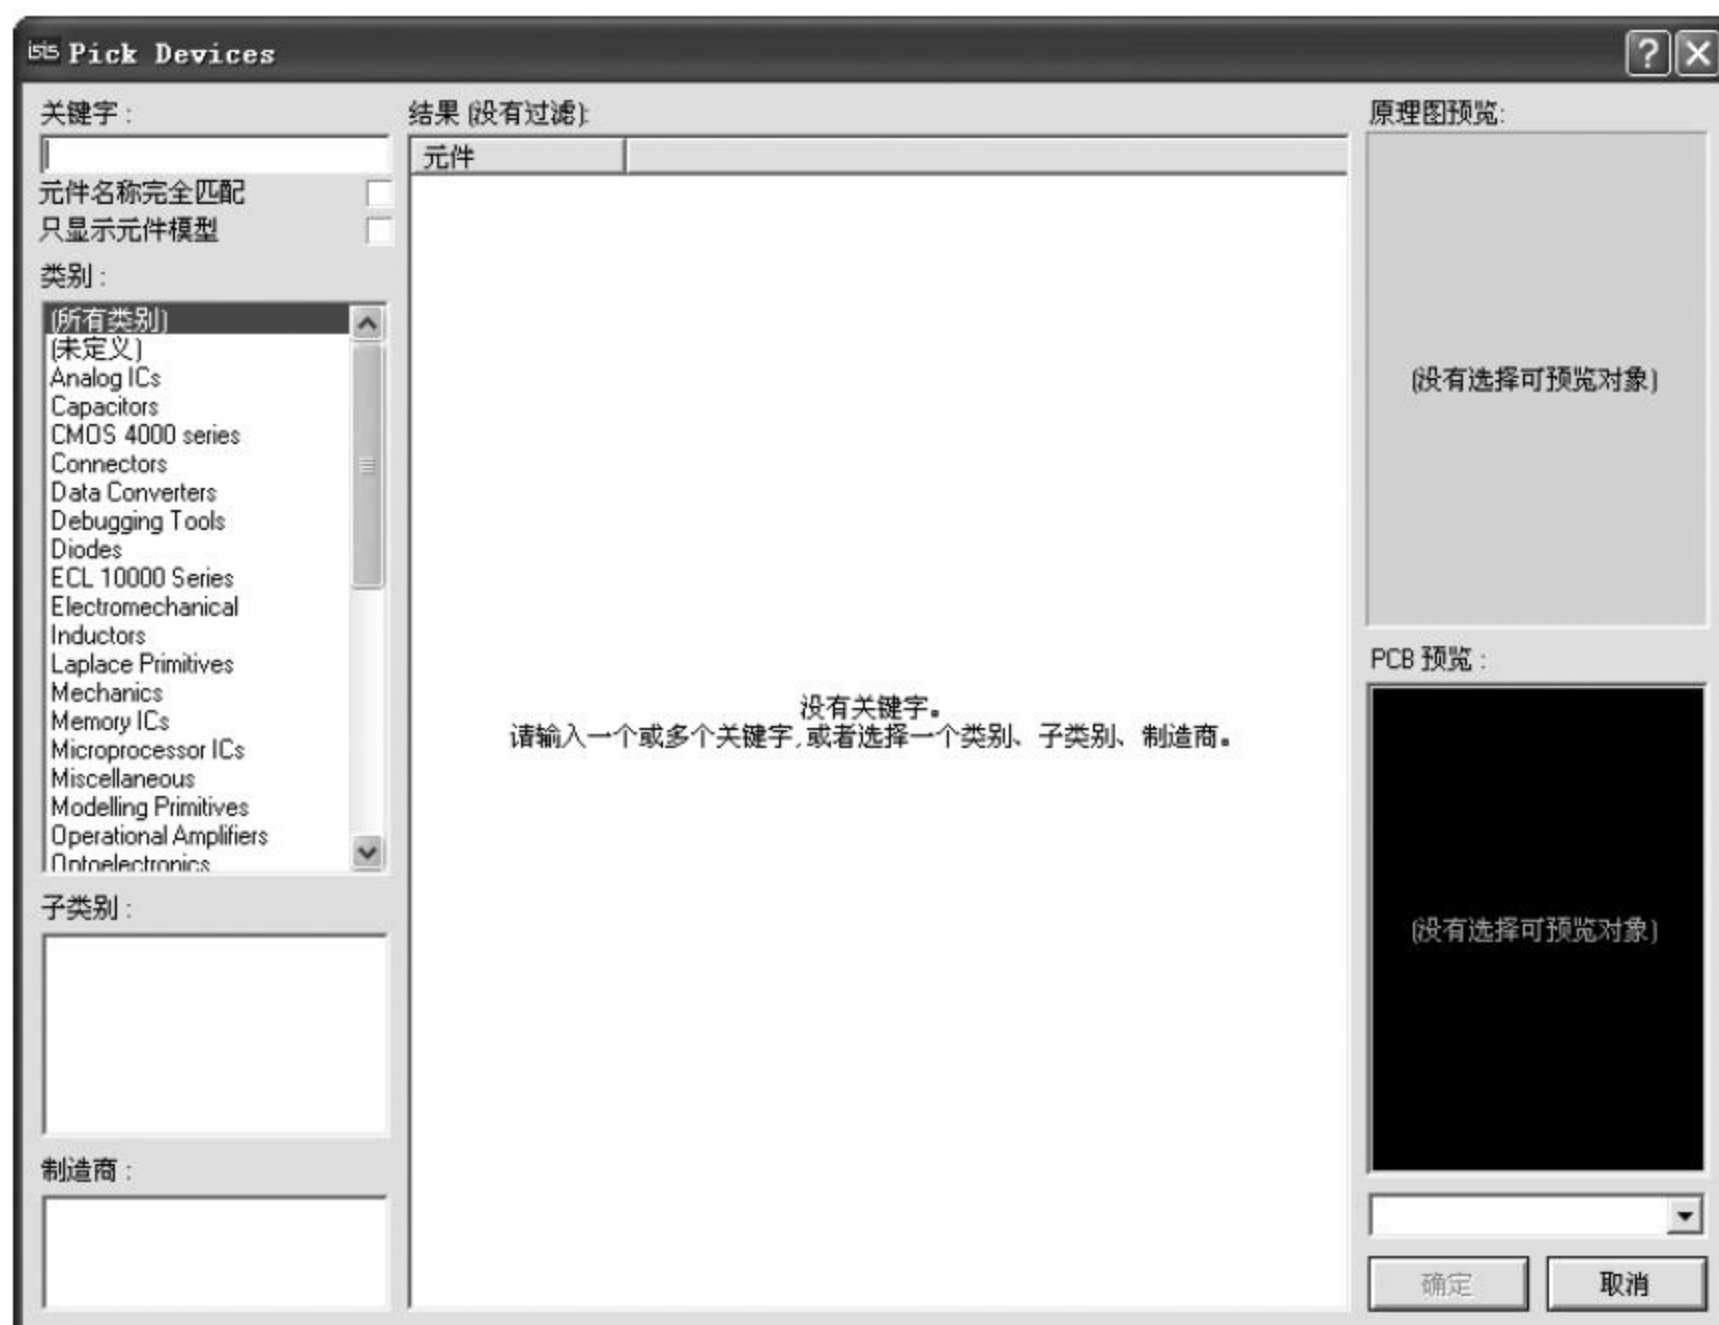 isis Pick Devices
关键字：
元件名称完全匹配
只显示元件模型
类别：
(所有类别)
(未定义)
Analog ICs
Capacitors
CMOS 4000 series
Connectors
Data Converters
Debugging Tools
Diodes
ECL 10000 Series
Electromechanical
Inductors
Laplace Primitives
Mechanics
Memory ICs
Microprocessor ICs
Miscellaneous
Modelling Primitives
Operational Amplifiers
Optoelectronics
子类别：
制造商：
结果 (没有过滤):
元件
没有关键字。
请输入一个或多个关键字,或者选择一个类别、子类别、制造商。
原理图预览:
(没有选择可预览对象)
PCB 预览：
(没有选择可预览对象)
确定
取消